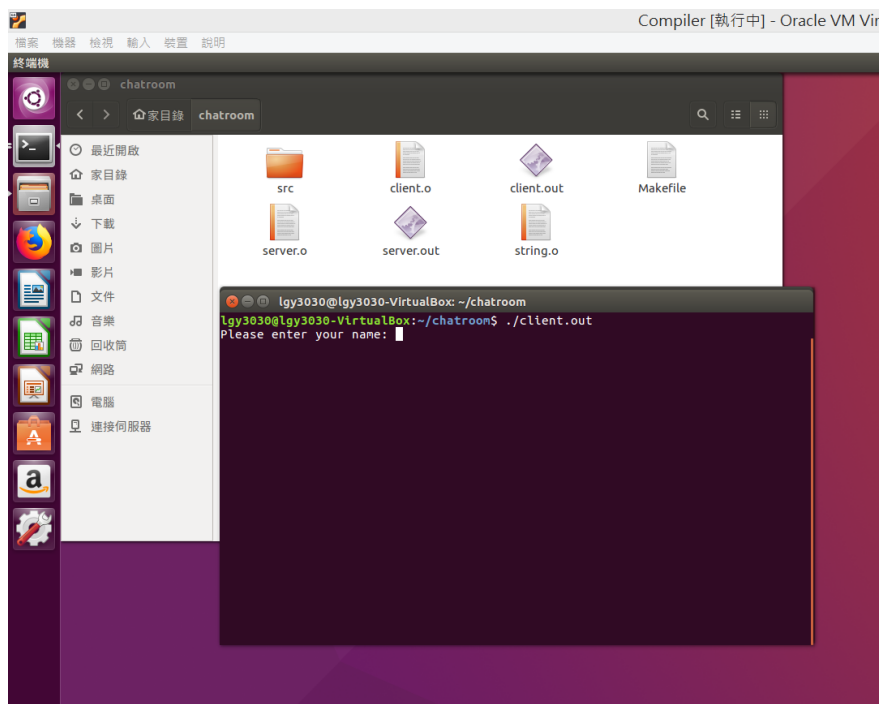 Compiler [執行中] - Oracle VM Vir
檔案 機器 檢視 輸入 裝置 說明
終端機
chatroom
家目錄 chatroom
最近開啟
家目錄
桌面
下載
圖片
影片
文件
音樂
回收筒
網路
電腦
連接伺服器
src client.o client.out Makefile
server.o server.out string.o
lgy3030@lgy3030-VirtualBox: ~/chatroom
lgy3030@lgy3030-VirtualBox:~/chatroom$ ./client.out
Please enter your name: